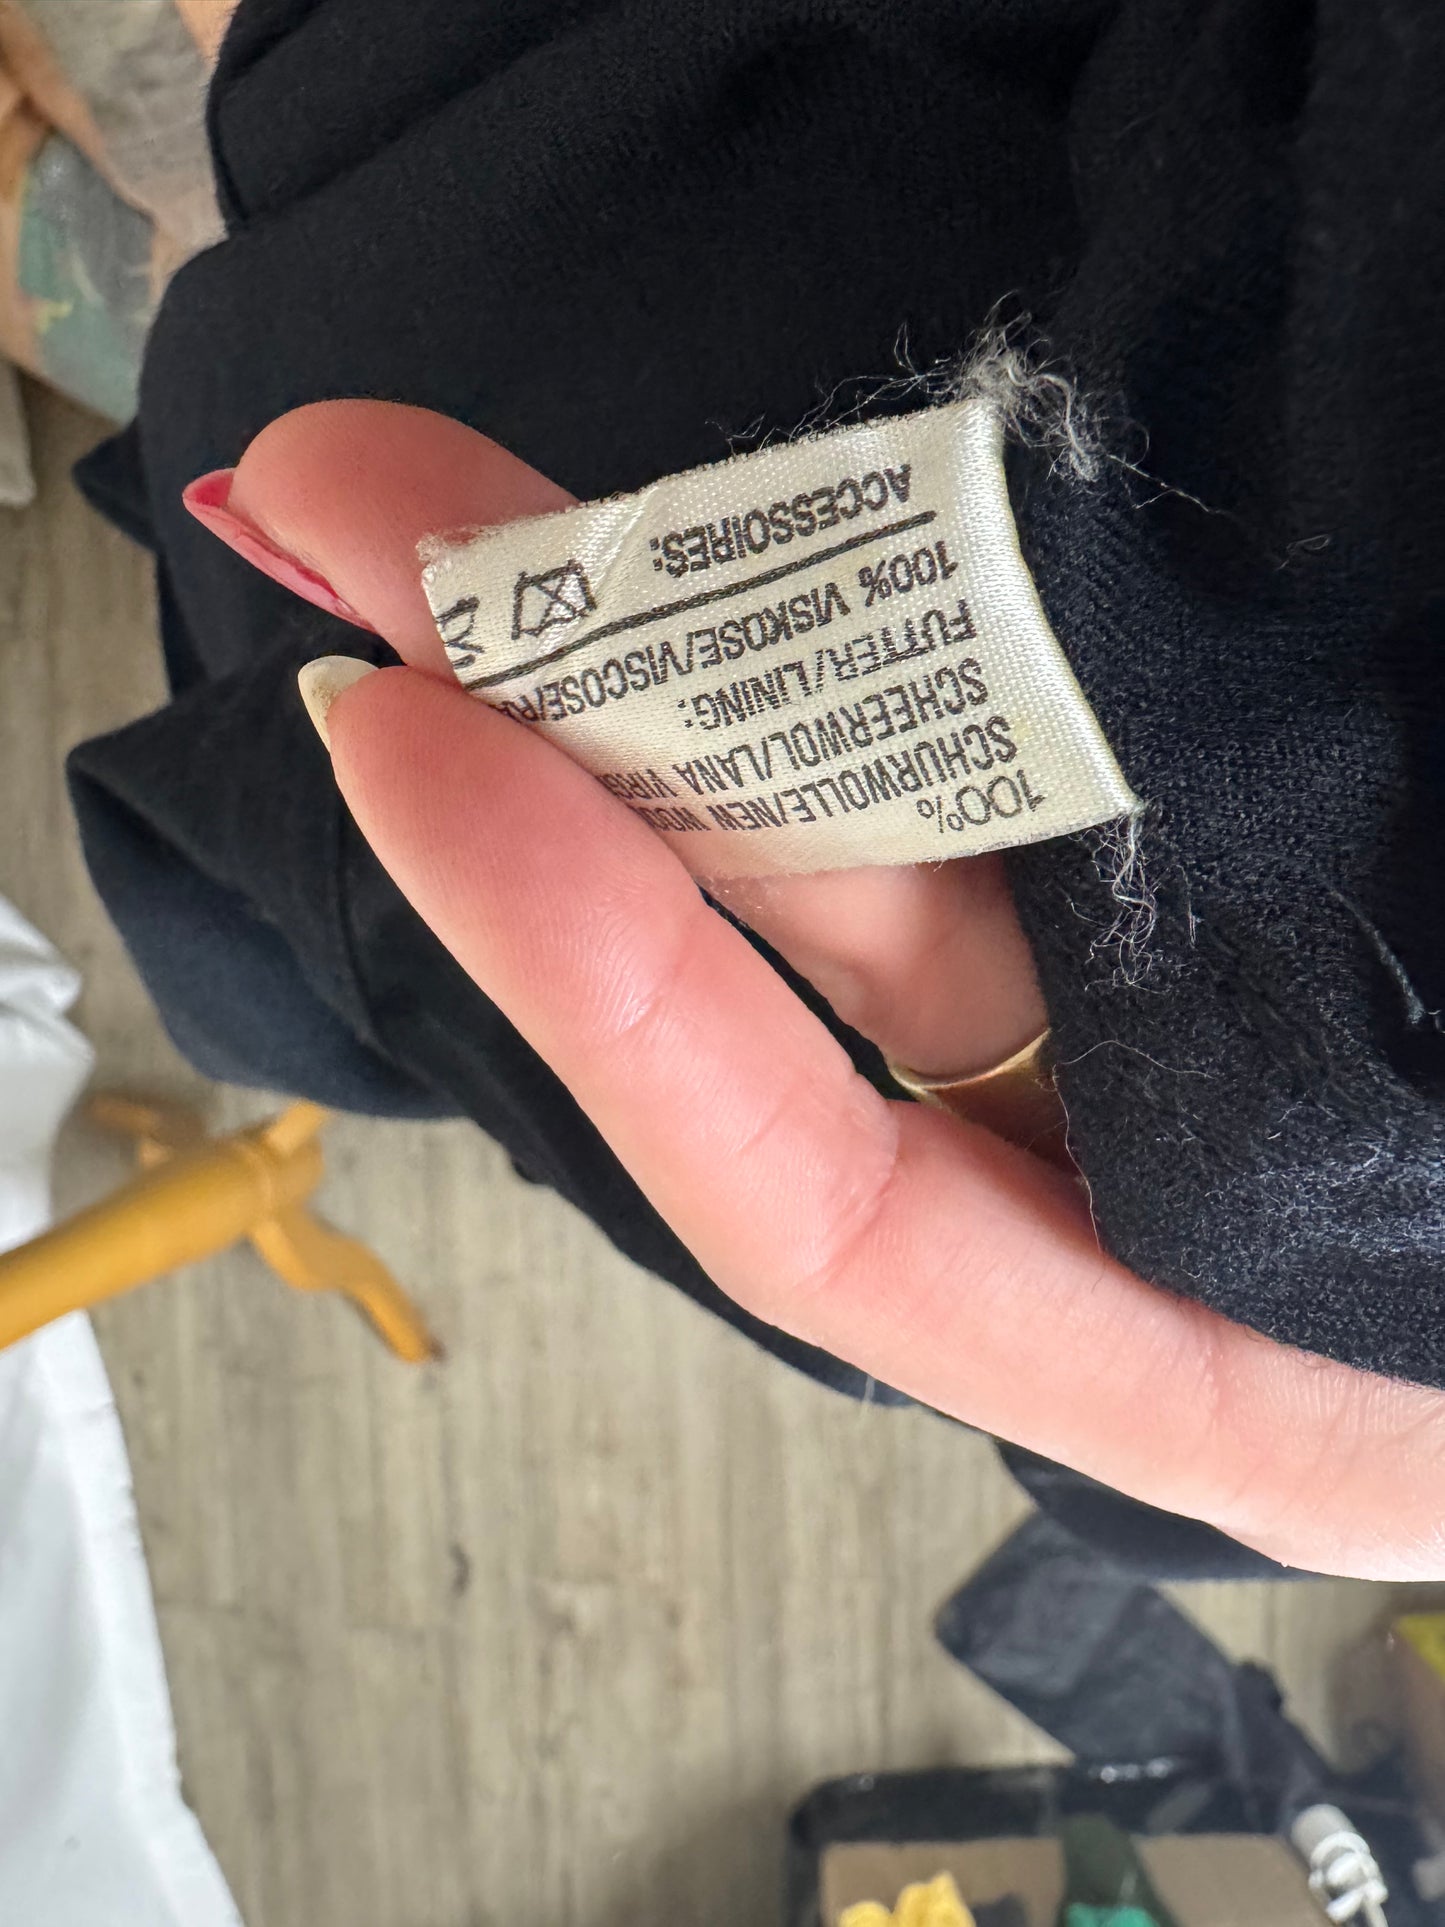 100%
SCHURWOLLE/NEW
SCHEERWOL/LANA
FUTTER/LINING:
100% VISKOSE/VISCOSE/
ACCESSOIRES: